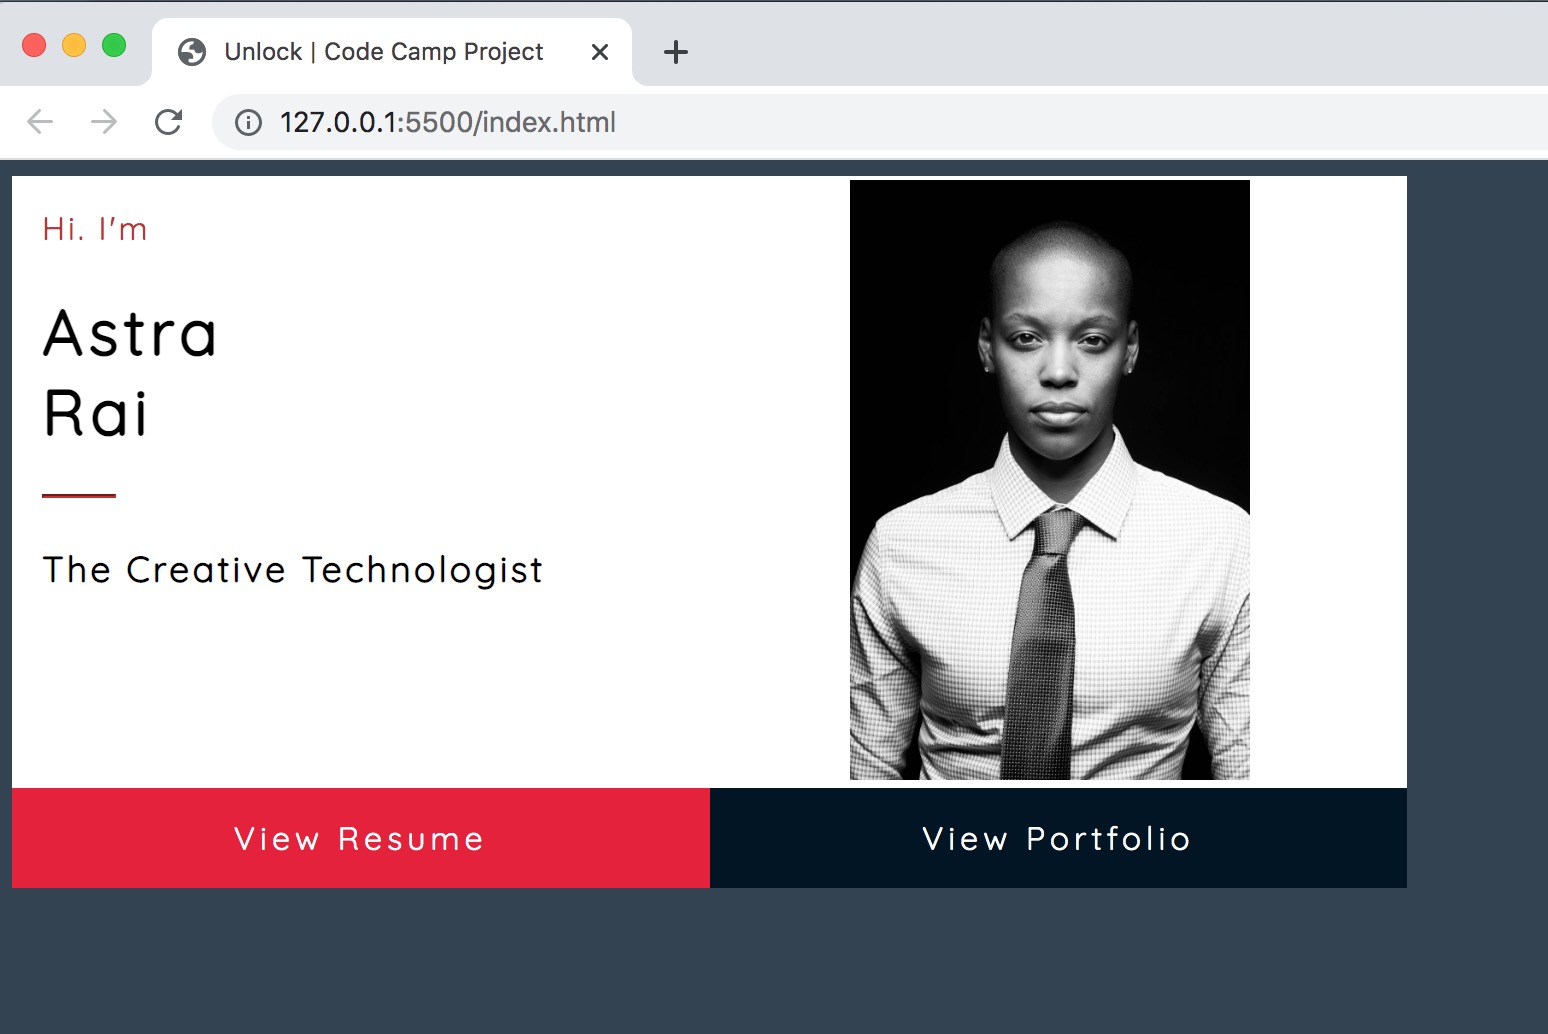 Unlock | Code Camp Project
127.0.0.1:5500/index.html
Hi. I'm
Astra
Rai
The Creative Technologist
View Resume
View Portfolio